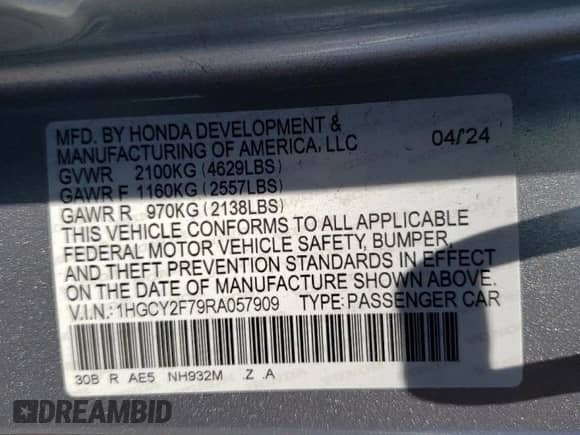 MFD. BY HONDA DEVELOPMENT &
MANUFACTURING OF AMERICA, LLC 04/'24
GVWR 2100KG (4629LBS)
GAWR F 1160KG (2557LBS)
GAWR R 970KG (2138LBS)
THIS VEHICLE CONFORMS TO ALL APPLICABLE
FEDERAL MOTOR VEHICLE SAFETY, BUMPER,
AND THEFT PREVENTION STANDARDS IN EFFECT
ON THE DATE OF MANUFACTURE SHOWN ABOVE.
V.I.N.:1HGCY2F79RA057909 TYPE:PASSENGER CAR
30B R AE5 NH932M .Z .A
DREAMBID